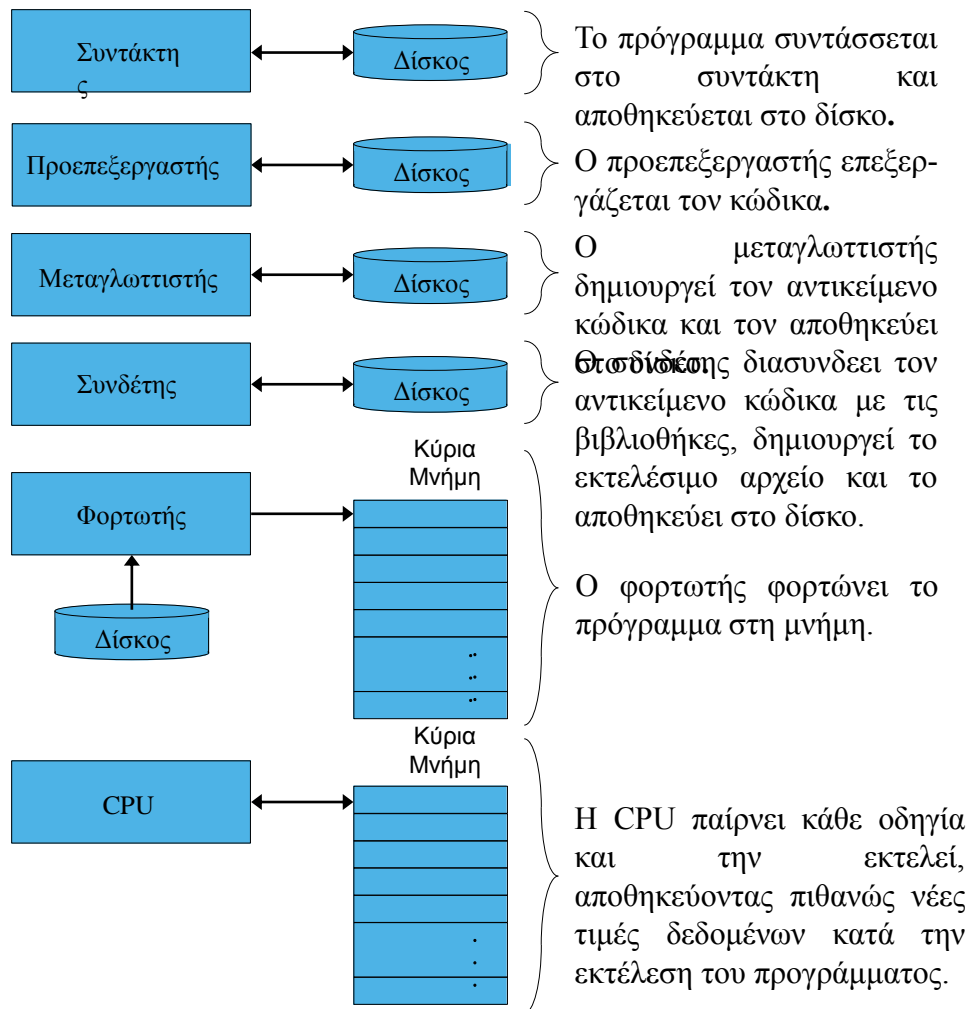 Συντάκτη
ς
Δίσκος
Το πρόγραμμα συντάσσεται
στο συντάκτη και
αποθηκεύεται στο δίσκο.
Προεπεξεργαστής
Δίσκος
Ο προεπεξεργαστής επεξερ-
γάζεται τον κώδικα.
Μεταγλωττιστής
Δίσκος
Ο μεταγλωττιστής
δημιουργεί τον αντικείμενο
κώδικα και τον αποθηκεύει
στο δίσκο.
Συνδέτης
Δίσκος
Ο συνδέτης διασυνδεει τον
αντικείμενο κώδικα με τις
βιβλιοθήκες, δημιουργεί το
εκτελέσιμο αρχείο και το
αποθηκεύει στο δίσκο.
Κύρια
Μνήμη
Φορτωτής
Δίσκος
Ο φορτωτής φορτώνει το
πρόγραμμα στη μνήμη.
Κύρια
Μνήμη
CPU
Η CPU παίρνει κάθε οδηγία
και την εκτελεί,
αποθηκεύοντας πιθανώς νέες
τιμές δεδομένων κατά την
εκτέλεση του προγράμματος.